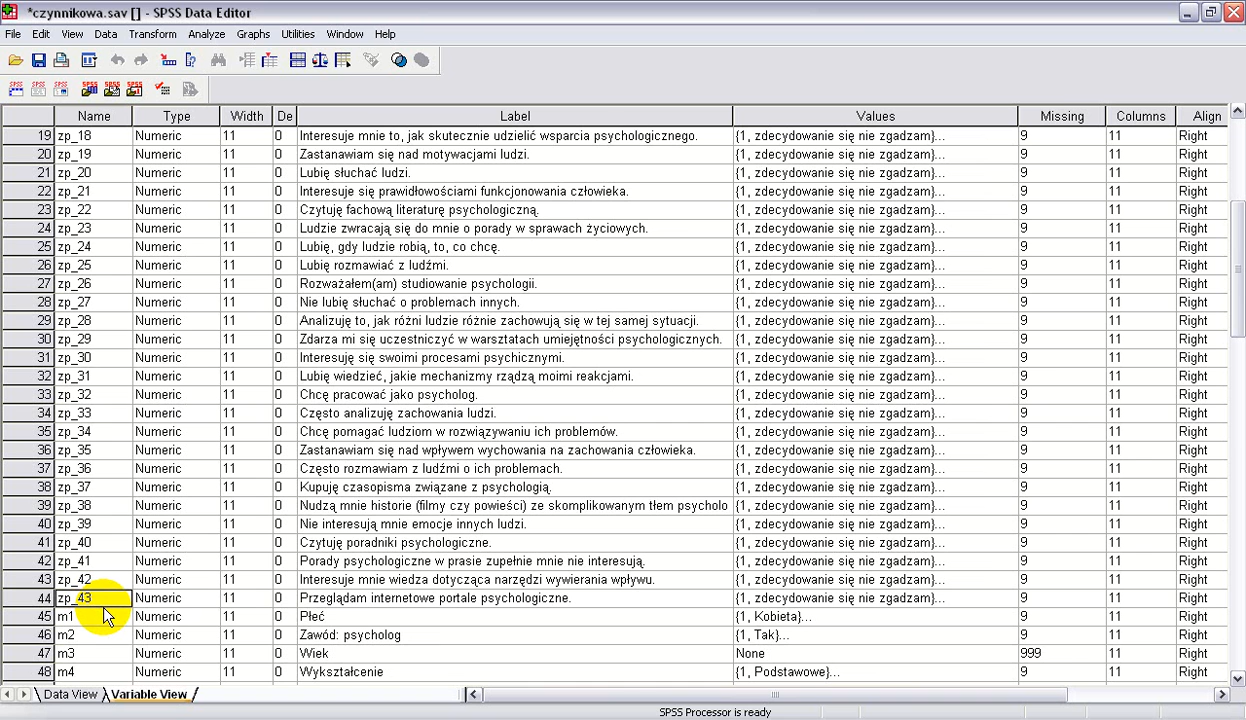 *czynnikowa.sav [] - SPSS Data Editor
File Edit View Data Transform Analyze Graphs Utilities Window Help
Name Type Width De Label Values Missing Columns Align
19 zp_18 Numeric 11 0 Interesuje mnie to, jak skutecznie udzielić wsparcia psychologicznego. {1, zdecydowanie się nie zgadzam}... 9 11 Right
20 zp_19 Numeric 11 0 Zastanawiam się nad motywacjami ludzi. {1, zdecydowanie się nie zgadzam}... 9 11 Right
21 zp_20 Numeric 11 0 Lubię słuchać ludzi. {1, zdecydowanie się nie zgadzam}... 9 11 Right
22 zp_21 Numeric 11 0 Interesuje się prawidłowościami funkcjonowania człowieka. {1, zdecydowanie się nie zgadzam}... 9 11 Right
23 zp_22 Numeric 11 0 Czytuję fachową literaturę psychologiczną. {1, zdecydowanie się nie zgadzam}... 9 11 Right
24 zp_23 Numeric 11 0 Ludzie zwracają się do mnie o porady w sprawach życiowych. {1, zdecydowanie się nie zgadzam}... 9 11 Right
25 zp_24 Numeric 11 0 Lubię, gdy ludzie robią, to, co chcę. {1, zdecydowanie się nie zgadzam}... 9 11 Right
26 zp_25 Numeric 11 0 Lubię rozmawiać z ludźmi. {1, zdecydowanie się nie zgadzam}... 9 11 Right
27 zp_26 Numeric 11 0 Rozważałem(am) studiowanie psychologii. {1, zdecydowanie się nie zgadzam}... 9 11 Right
28 zp_27 Numeric 11 0 Nie lubię słuchać o problemach innych. {1, zdecydowanie się nie zgadzam}... 9 11 Right
29 zp_28 Numeric 11 0 Analizuję to, jak różni ludzie różnie zachowują się w tej samej sytuacji. {1, zdecydowanie się nie zgadzam}... 9 11 Right
30 zp_29 Numeric 11 0 Zdarza mi się uczestniczyć w warsztatach umiejętności psychologicznych. {1, zdecydowanie się nie zgadzam}... 9 11 Right
31 zp_30 Numeric 11 0 Interesuję się swoimi procesami psychicznymi. {1, zdecydowanie się nie zgadzam}... 9 11 Right
32 zp_31 Numeric 11 0 Lubię wiedzieć, jakie mechanizmy rządzą moimi reakcjami. {1, zdecydowanie się nie zgadzam}... 9 11 Right
33 zp_32 Numeric 11 0 Chcę pracować jako psycholog. {1, zdecydowanie się nie zgadzam}... 9 11 Right
34 zp_33 Numeric 11 0 Często analizuję zachowania ludzi. {1, zdecydowanie się nie zgadzam}... 9 11 Right
35 zp_34 Numeric 11 0 Chcę pomagać ludziom w rozwiązywaniu ich problemów. {1, zdecydowanie się nie zgadzam}... 9 11 Right
36 zp_35 Numeric 11 0 Zastanawiam się nad wpływem wychowania na zachowania człowieka. {1, zdecydowanie się nie zgadzam}... 9 11 Right
37 zp_36 Numeric 11 0 Często rozmawiam z ludźmi o ich problemach. {1, zdecydowanie się nie zgadzam}... 9 11 Right
38 zp_37 Numeric 11 0 Kupuję czasopisma związane z psychologią. {1, zdecydowanie się nie zgadzam}... 9 11 Right
39 zp_38 Numeric 11 0 Nudzą mnie historie (filmy czy powieści) ze skomplikowanym tłem psycholo {1, zdecydowanie się nie zgadzam}... 9 11 Right
40 zp_39 Numeric 11 0 Nie interesują mnie emocje innych ludzi. {1, zdecydowanie się nie zgadzam}... 9 11 Right
41 zp_40 Numeric 11 0 Czytuję poradniki psychologiczne. {1, zdecydowanie się nie zgadzam}... 9 11 Right
42 zp_41 Numeric 11 0 Porady psychologiczne w prasie zupełnie mnie nie interesują. {1, zdecydowanie się nie zgadzam}... 9 11 Right
43 zp_42 Numeric 11 0 Interesuje mnie wiedza dotycząca narzędzi wywierania wpływu. {1, zdecydowanie się nie zgadzam}... 9 11 Right
44 zp_43 Numeric 11 0 Przeglądam internetowe portale psychologiczne. {1, zdecydowanie się nie zgadzam}... 9 11 Right
45 m1 Numeric 11 0 Płeć {1, Kobieta}... 9 11 Right
46 m2 Numeric 11 0 Zawód: psycholog {1, Tak}... 9 11 Right
47 m3 Numeric 11 0 Wiek None 999 11 Right
48 m4 Numeric 11 0 Wykształcenie {1, Podstawowe}... 9 11 Right
Data View Variable View
SPSS Processor is ready